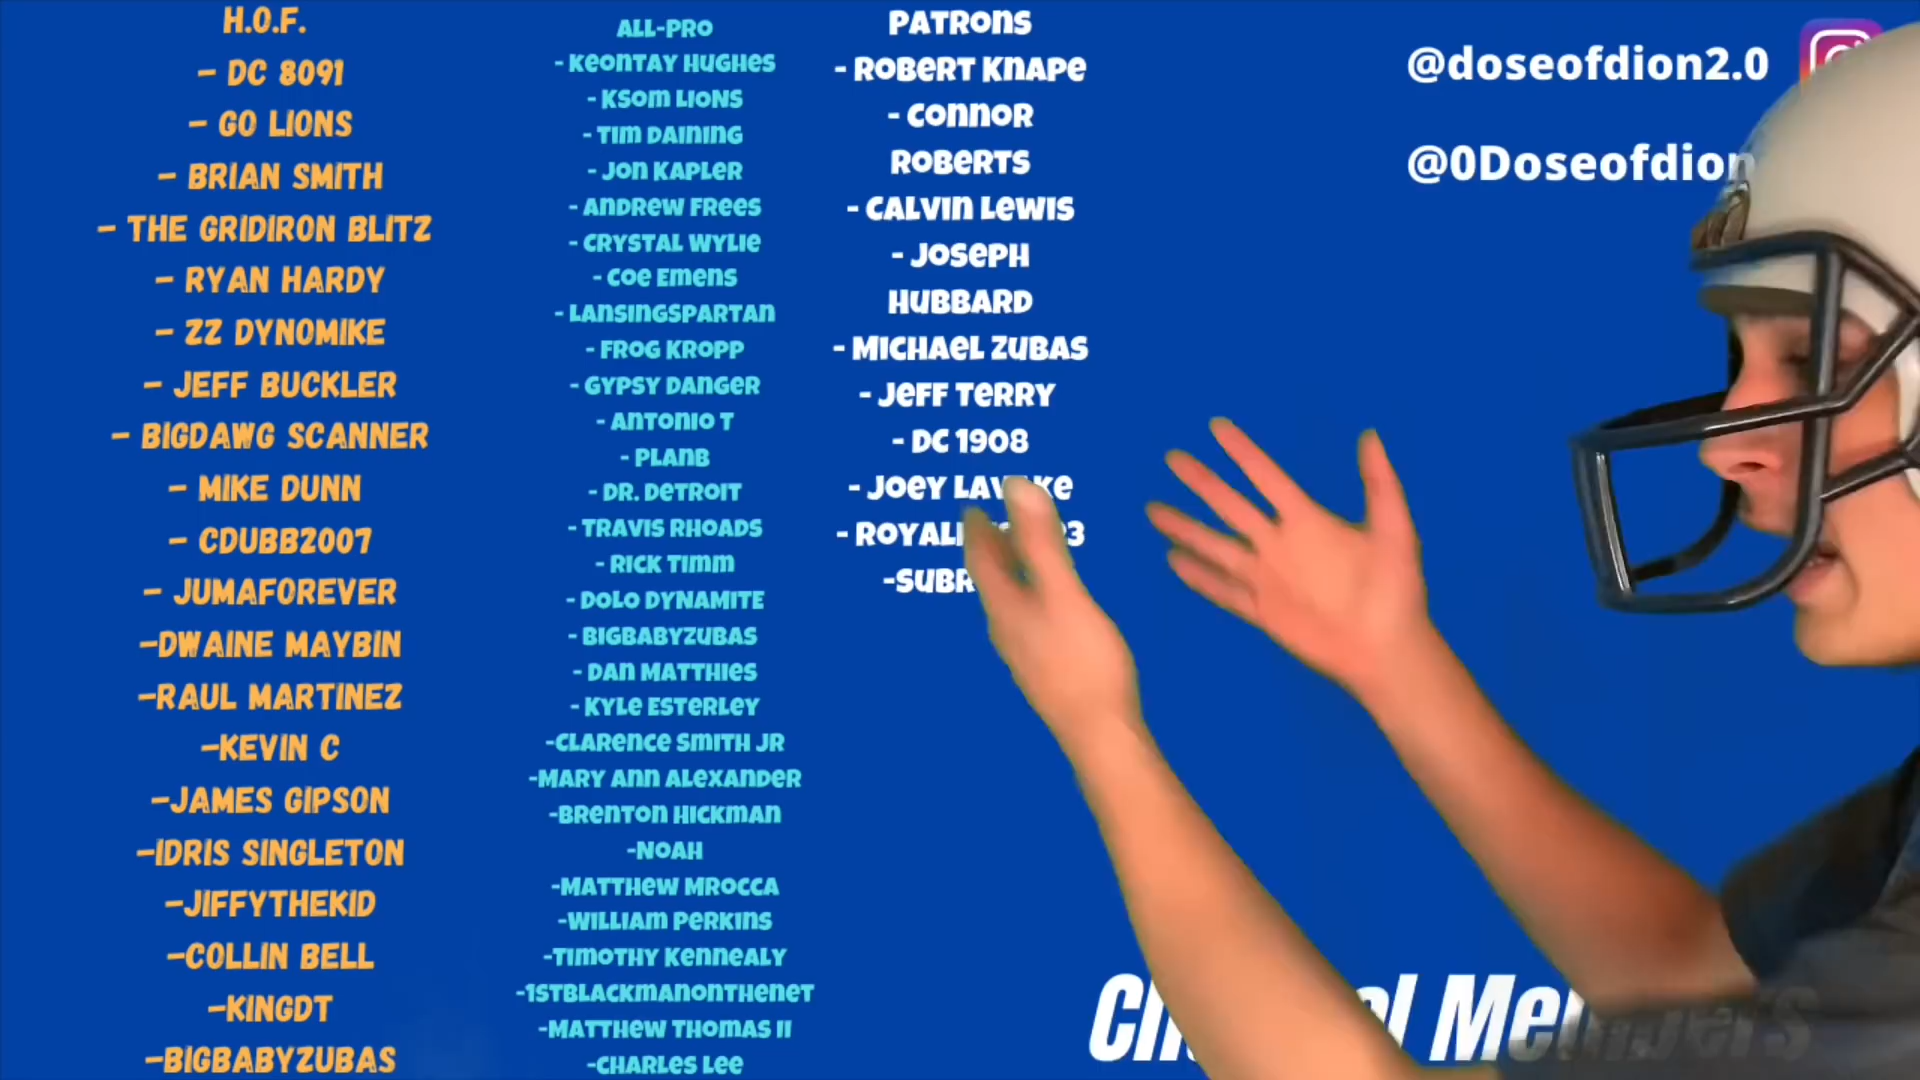 H.O.F.
- DC 8091
- GO LIONS
- BRIAN SMITH
- THE GRIDIRON BLITZ
- RYAN HARDY
- ZZ DYNOMIKE
- JEFF BUCKLER
- BIGDAWG SCANNER
- MIKE DUNN
- CDUBB2007
- JUMAFOREVER
-DWAINE MAYBIN
-RAUL MARTINEZ
-KEVIN C
-JAMES GIPSON
-IDRIS SINGLETON
-JIFFYTHEKID
-COLLIN BELL
-KINGDT
-BIGBABYZUBAS
ALL-PRO
- KEONTAY HUGHES
- KSOM LIONS
- TIM DAINING
- JON KAPLER
- ANDREW FREES
- CRYSTAL WYLIE
- COE EMENS
- LANSINGSPARTAN
- FROG KROPP
- GYPSY DANGER
- ANTONIO T
- PLANB
- DR. DETROIT
- TRAVIS RHOADS
- RICK TIMM
- DOLO DYNAMITE
- BIGBABYZUBAS
- DAN MATTHIES
- KYLE ESTERLEY
-CLARENCE SMITH JR
-MARY ANN ALEXANDER
-BRENTON HICKMAN
-NOAH
-MATTHEW MROCCA
-WILLIAM PERKINS
-TIMOTHY KENNEALY
-1STBLACKMANONTHENET
-MATTHEW THOMAS II
-CHARLES LEE
PATRONS
- ROBERT KNAPE
- CONNOR
ROBERTS
- CALVIN LEWIS
- JOSEPH
HUBBARD
- MICHAEL ZUBAS
- JEFF TERRY
- DC 1908
- JOEY
@doseofdion2.0
@0Doseofdion
Channel Members